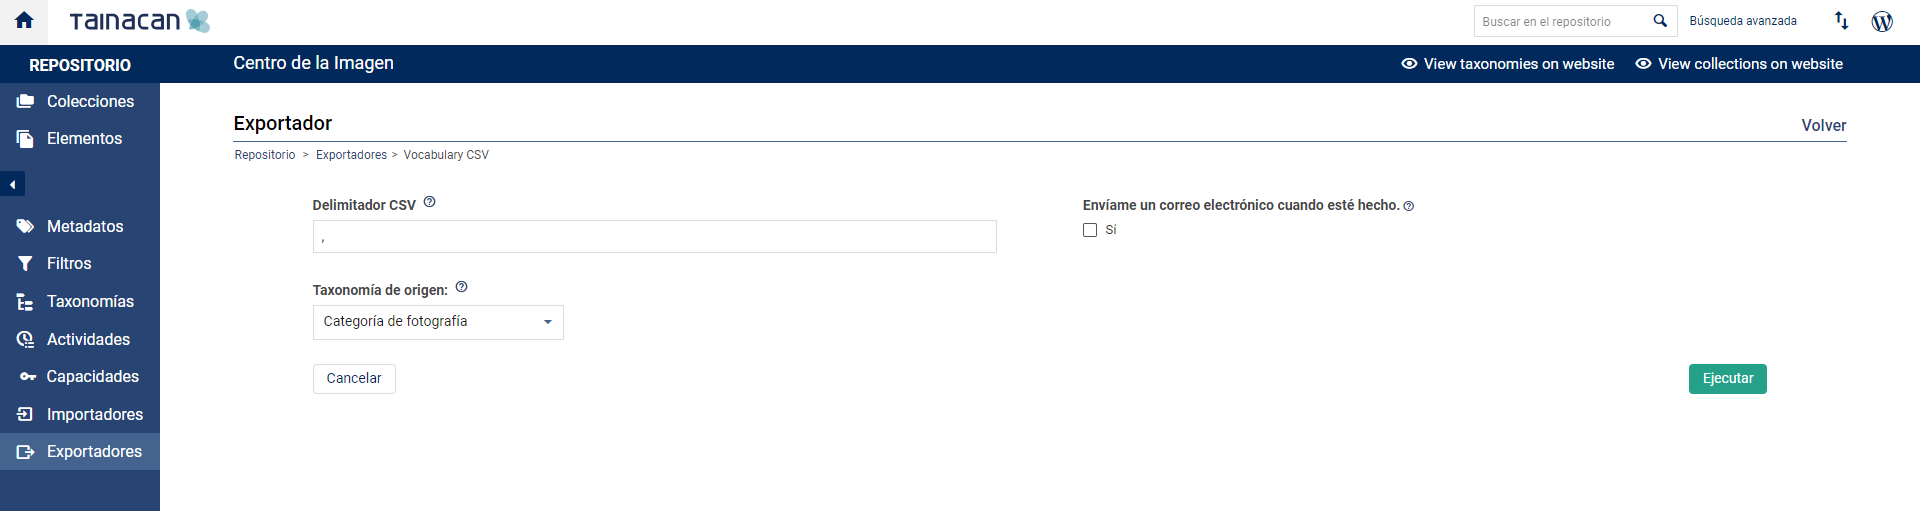 TAINACAN
Buscar en el repositorio
Búsqueda avanzada
REPOSITORIO
Centro de la Imagen
View taxonomies on website
View collections on website
Colecciones
Elementos
Metadatos
Filtros
Taxonomías
Actividades
Capacidades
Importadores
Exportadores
Exportador
Volver
Repositorio > Exportadores > Vocabulary CSV
Delimitador CSV
,
Taxonomía de origen:
Categoría de fotografía
Envíame un correo electrónico cuando esté hecho.
Sí
Cancelar
Ejecutar